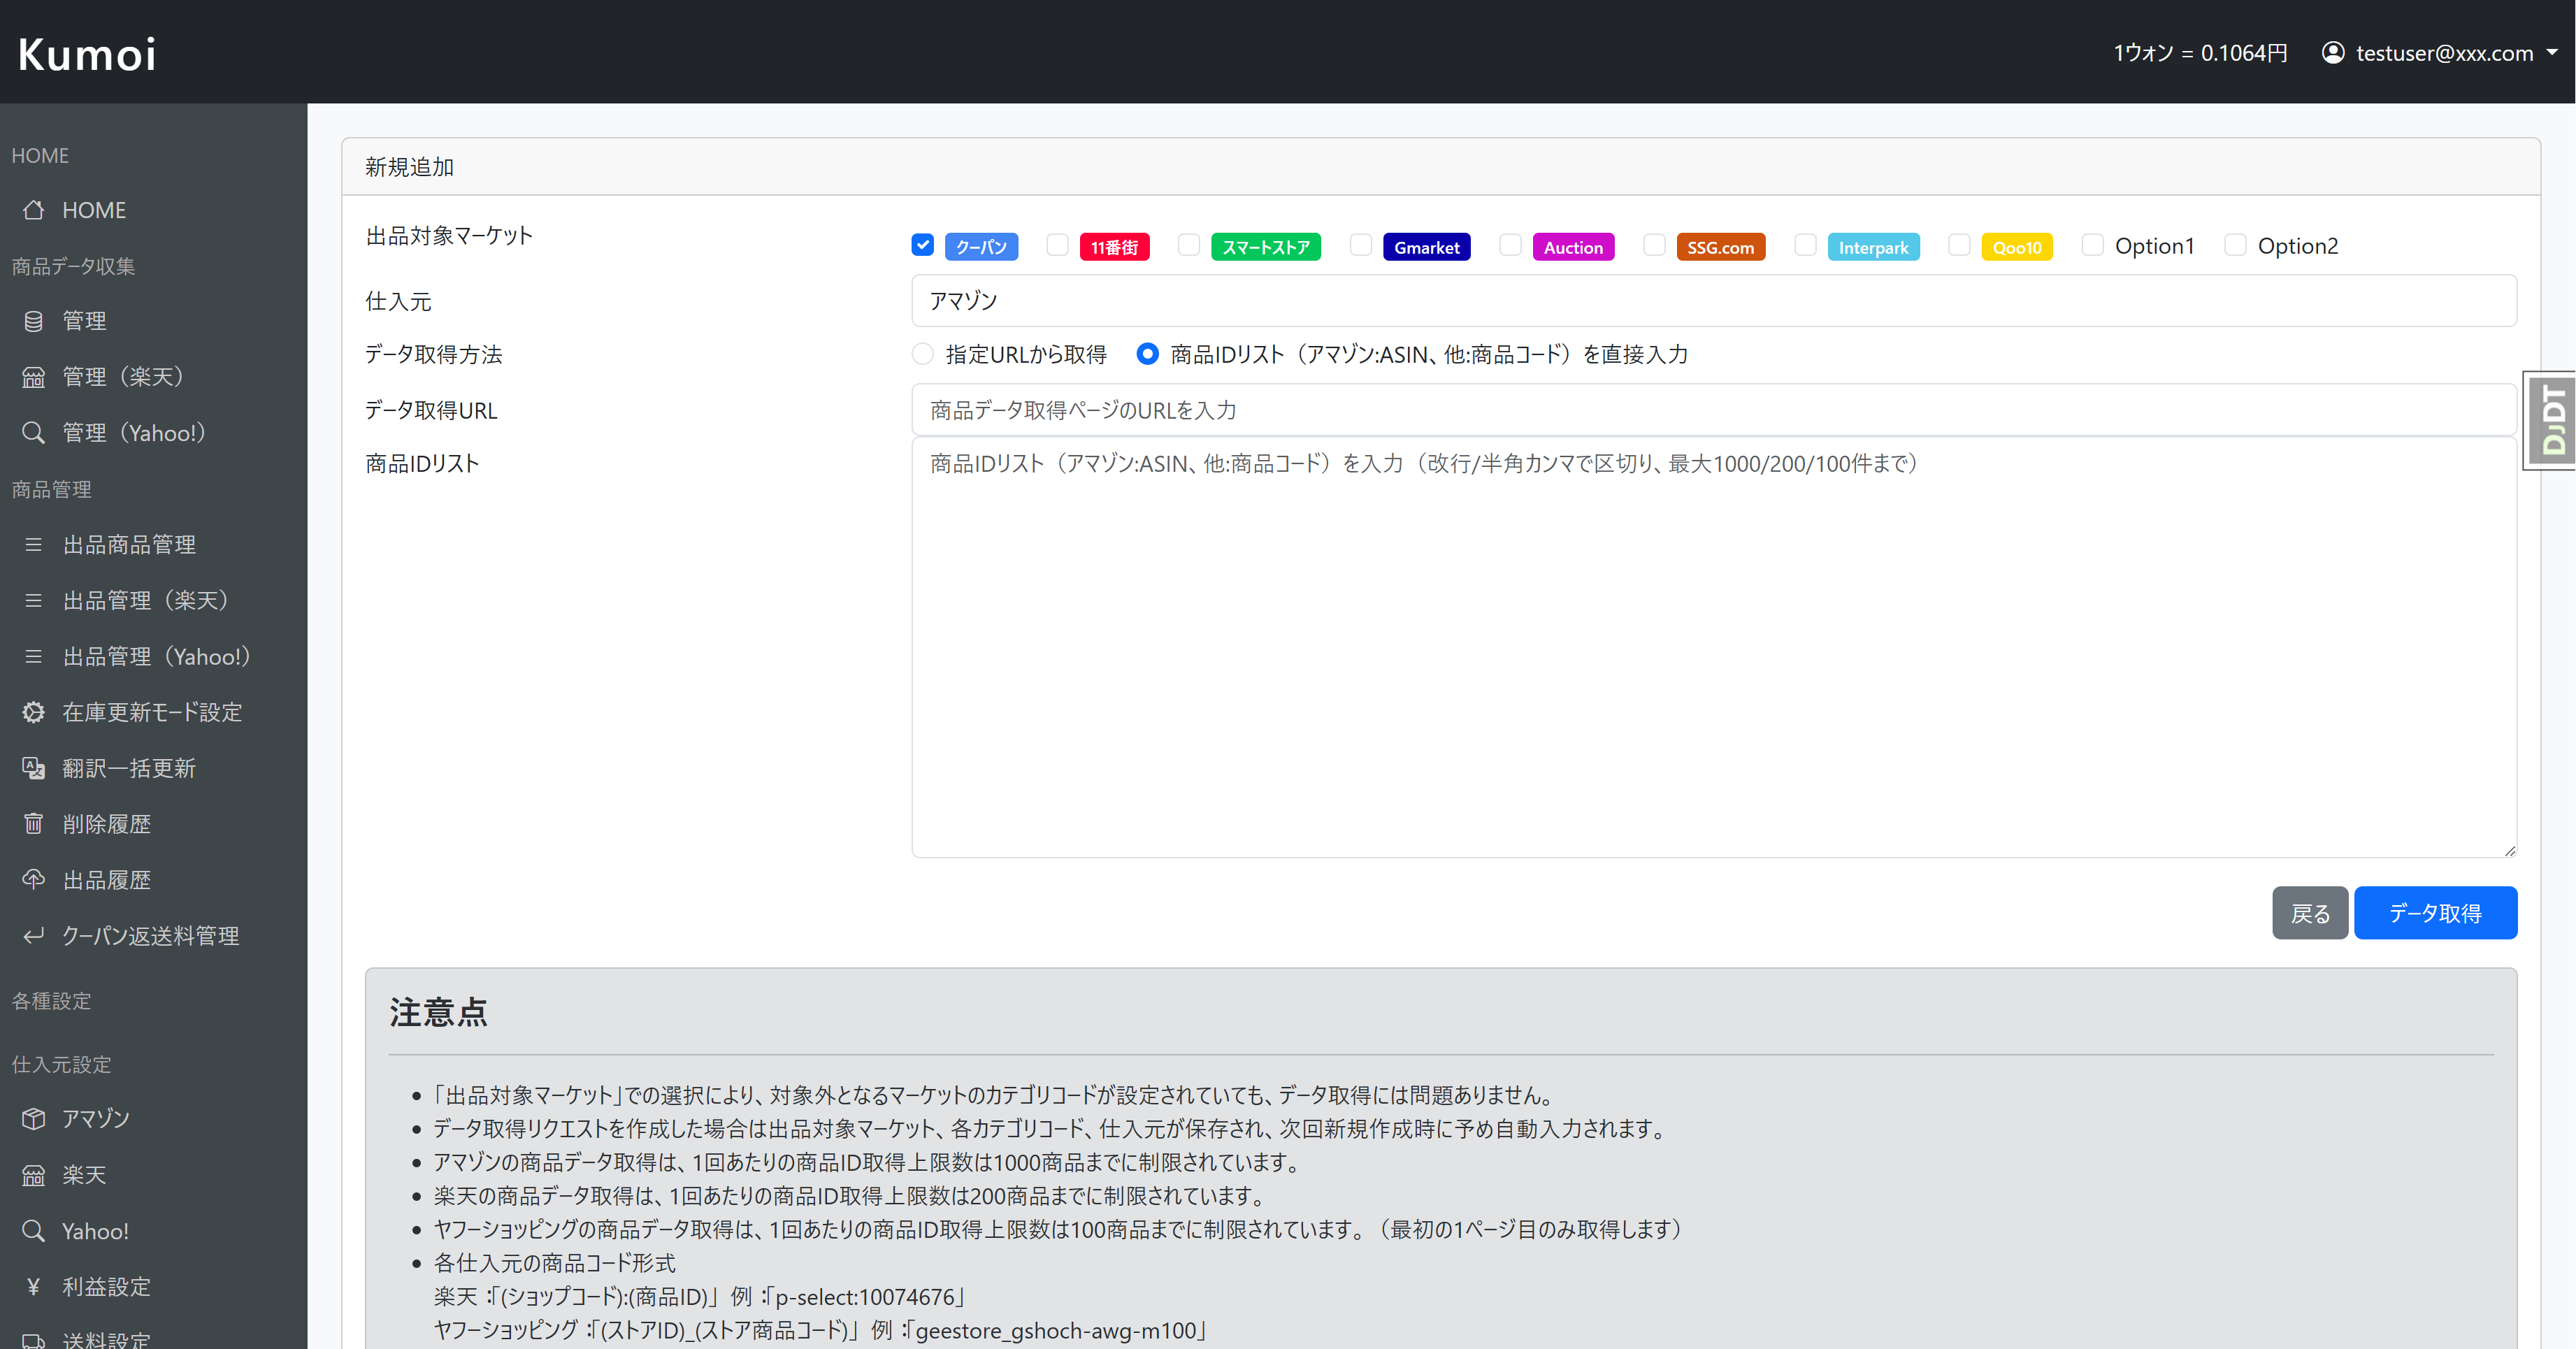 Kumoi
1ウォン = 0.1064円 testuser@xxx.com
HOME
HOME
商品データ収集
管理
管理（楽天）
管理（Yahoo!）
商品管理
出品商品管理
出品管理（楽天）
出品管理（Yahoo!）
在庫更新モード設定
翻訳一括更新
削除履歴
出品履歴
クーパン返送料管理
各種設定
仕入元設定
アマゾン
楽天
Yahoo!
¥ 利益設定
送料設定
新規追加
出品対象マーケット クーパン 11番街 スマートストア Gmarket Auction SSG.com Interpark Qoo10 Option1 Option2
仕入元 アマゾン
データ取得方法 指定URLから取得 商品IDリスト（アマゾン:ASIN、他:商品コード）を直接入力
データ取得URL 商品データ取得ページのURLを入力
商品IDリスト 商品IDリスト（アマゾン:ASIN、他:商品コード）を入力（改行/半角カンマで区切り、最大1000/200/100件まで）
DJDT
戻る データ取得
注意点
「出品対象マーケット」での選択により、対象外となるマーケットのカテゴリコードが設定されていても、データ取得には問題ありません。
データ取得リクエストを作成した場合は出品対象マーケット、各カテゴリコード、仕入元が保存され、次回新規作成時に予め自動入力されます。
アマゾンの商品データ取得は、1回あたりの商品ID取得上限数は1000商品までに制限されています。
楽天の商品データ取得は、1回あたりの商品ID取得上限数は200商品までに制限されています。
ヤフーショッピングの商品データ取得は、1回あたりの商品ID取得上限数は100商品までに制限されています。（最初の1ページ目のみ取得します）
各仕入元の商品コード形式
楽天：「(ショップコード):(商品ID)」 例：「p-select:10074676」
ヤフーショッピング：「(ストアID)_(ストア商品コード)」 例：「geestore_gshoch-awg-m100」